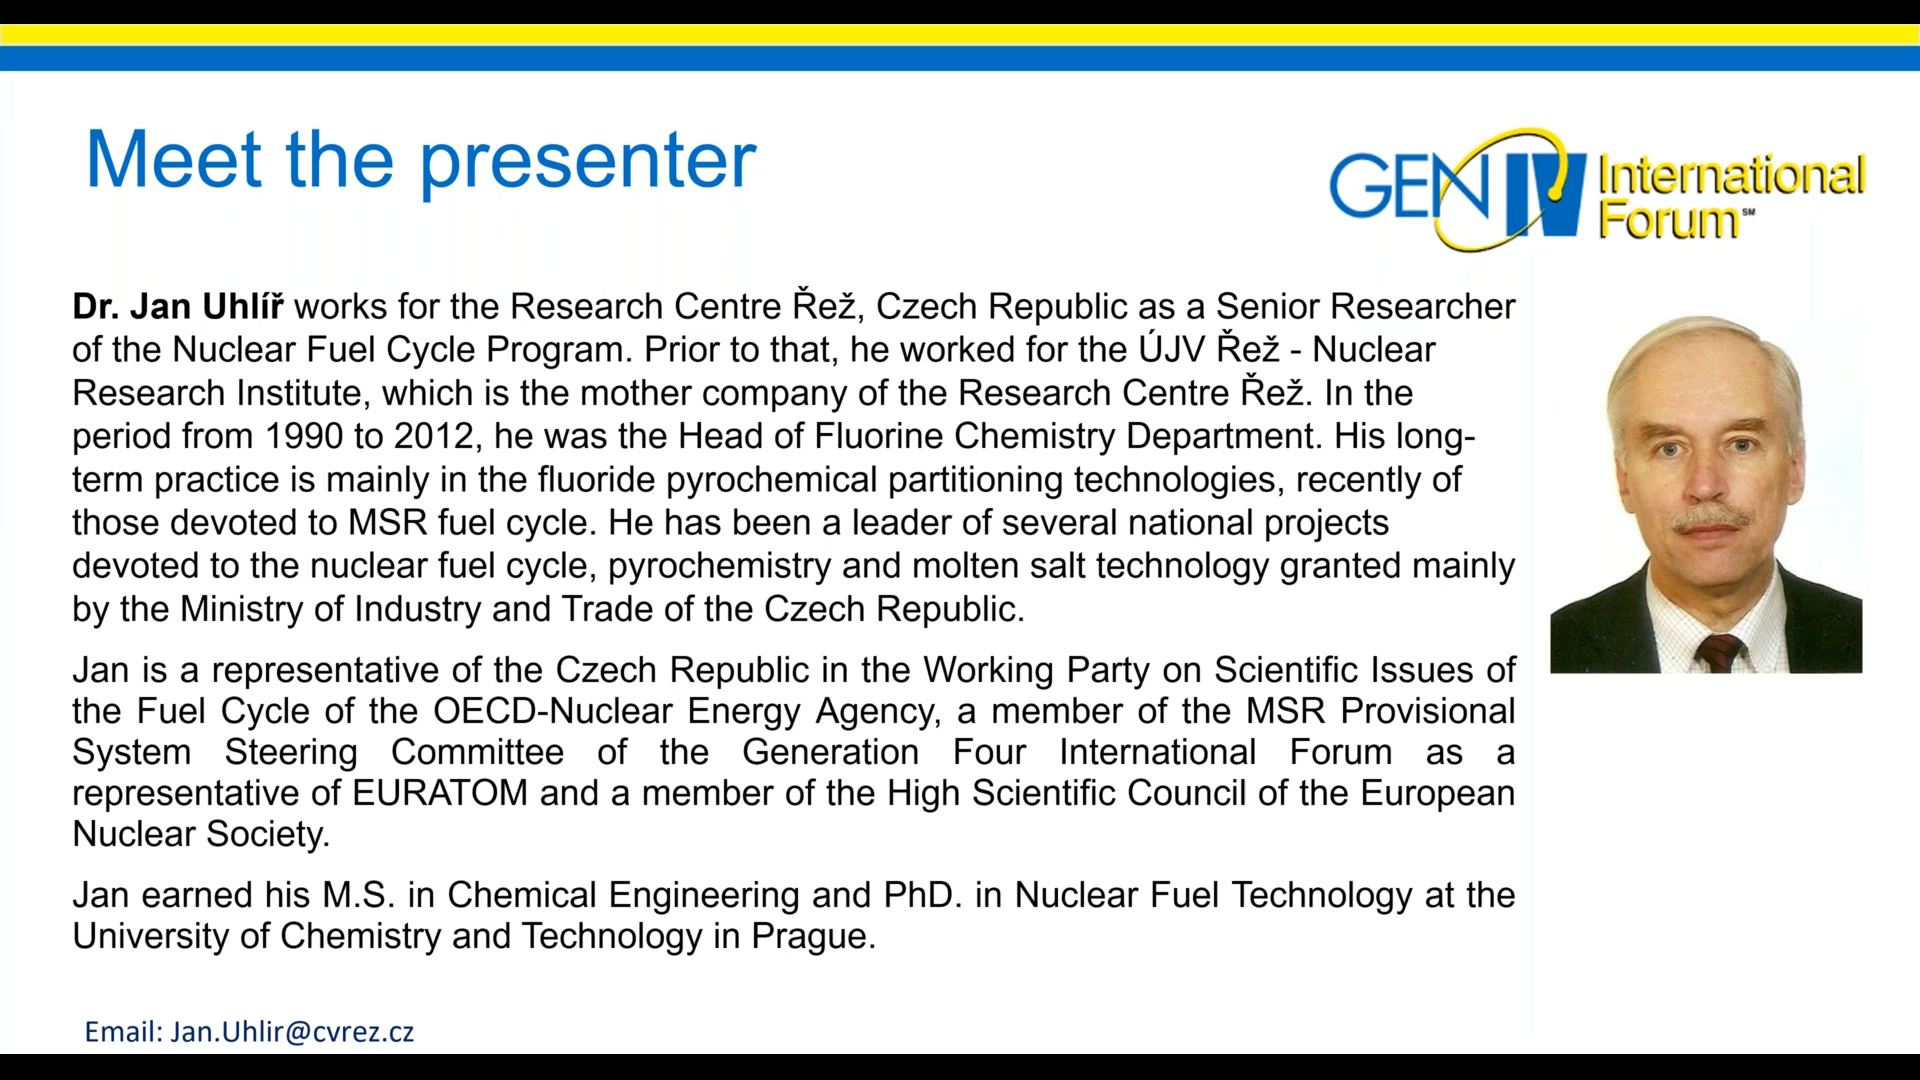 Meet the presenter
GEN IV International
Forum℠
Dr. Jan Uhlíř works for the Research Centre Řež, Czech Republic as a Senior Researcher
of the Nuclear Fuel Cycle Program. Prior to that, he worked for the ÚJV Řež - Nuclear
Research Institute, which is the mother company of the Research Centre Řež. In the
period from 1990 to 2012, he was the Head of Fluorine Chemistry Department. His long-
term practice is mainly in the fluoride pyrochemical partitioning technologies, recently of
those devoted to MSR fuel cycle. He has been a leader of several national projects
devoted to the nuclear fuel cycle, pyrochemistry and molten salt technology granted mainly
by the Ministry of Industry and Trade of the Czech Republic.
Jan is a representative of the Czech Republic in the Working Party on Scientific Issues of
the Fuel Cycle of the OECD-Nuclear Energy Agency, a member of the MSR Provisional
System Steering Committee of the Generation Four International Forum as a
representative of EURATOM and a member of the High Scientific Council of the European
Nuclear Society.
Jan earned his M.S. in Chemical Engineering and PhD. in Nuclear Fuel Technology at the
University of Chemistry and Technology in Prague.
Email: Jan.Uhlir@cvrez.cz